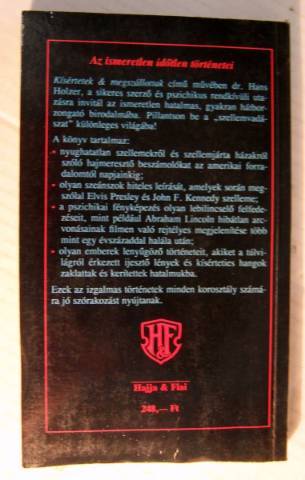 Az ismeretlen időtlen történetei
Kísértetek & megszállottak című művében dr. Hans
Holzer, a sikeres szerző és pszichikus rendkívüli uta-
zásra invitál az ismeretlen hatalmas, gyakran hátbor-
zongató birodalmába. Pillantson be a „szellemvadá-
szat" különleges világába!
A könyv tartalmaz:
• nyughatatlan szellemekről és szellemjárta házakról
szóló hajmeresztő beszámolókat az amerikai forra-
dalomtól napjainkig;
• olyan szeánszok hiteles leírását, amelyek során meg-
szólal Elvis Presley és John F. Kennedy szelleme;
• a pszichikai fényképezés olyan lebilincselő felfede-
zéseit, mint például Abraham Lincoln hibátlan arc-
vonásainak filmen való rejtélyes megjelenítése több
mint egy évszázaddal halála után;
• olyan emberek lenyűgöző történeteit, akiket a túlvi-
lágról érkezett ijesztő lények és kísérteties hangok
zaklattak és kerítettek hatalmukba.
Ezek az izgalmas történetek minden korosztály számá-
ra jó szórakozást nyújtanak.
H&F
Hajja & Fiai
248,— Ft